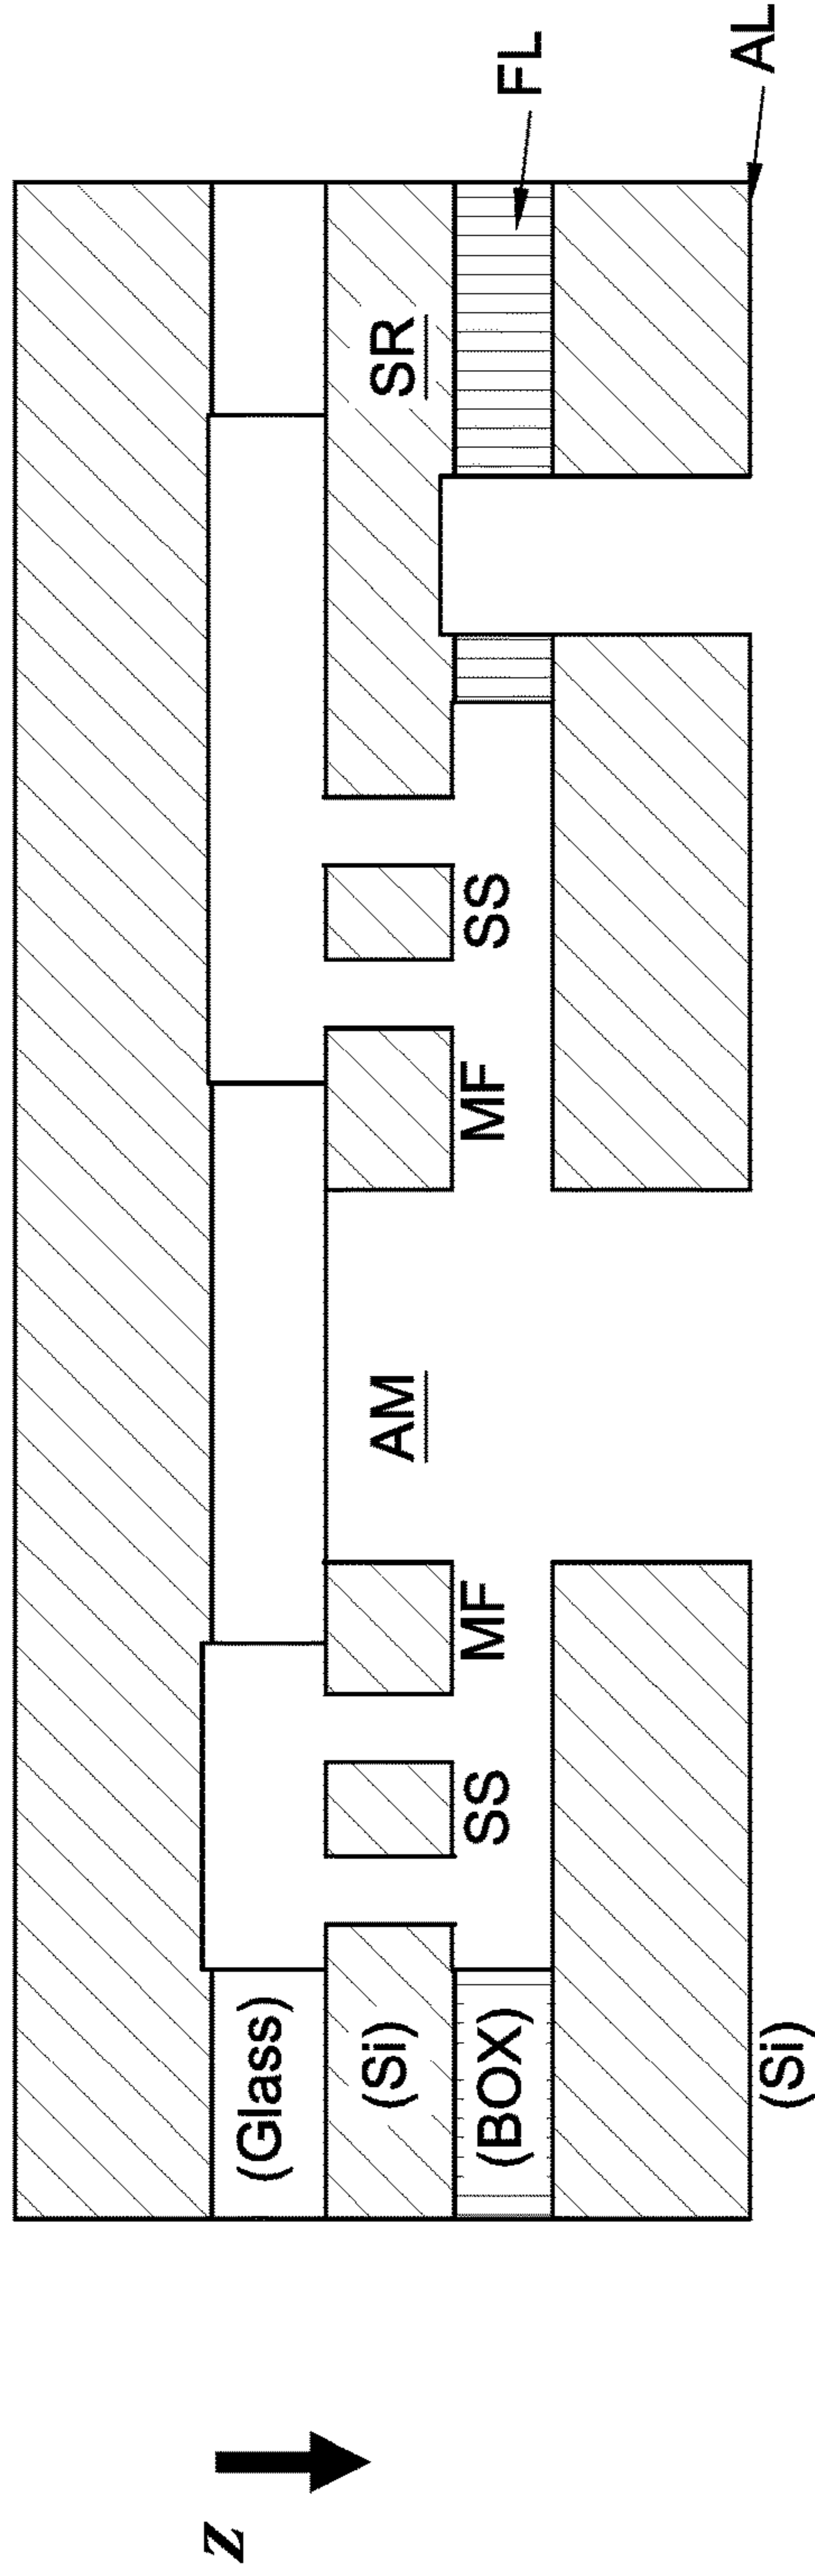 z
(Glass)
(Si)
(BOX)
(Si)
SS
MF
AM
MF
SS
SR
FL
AL